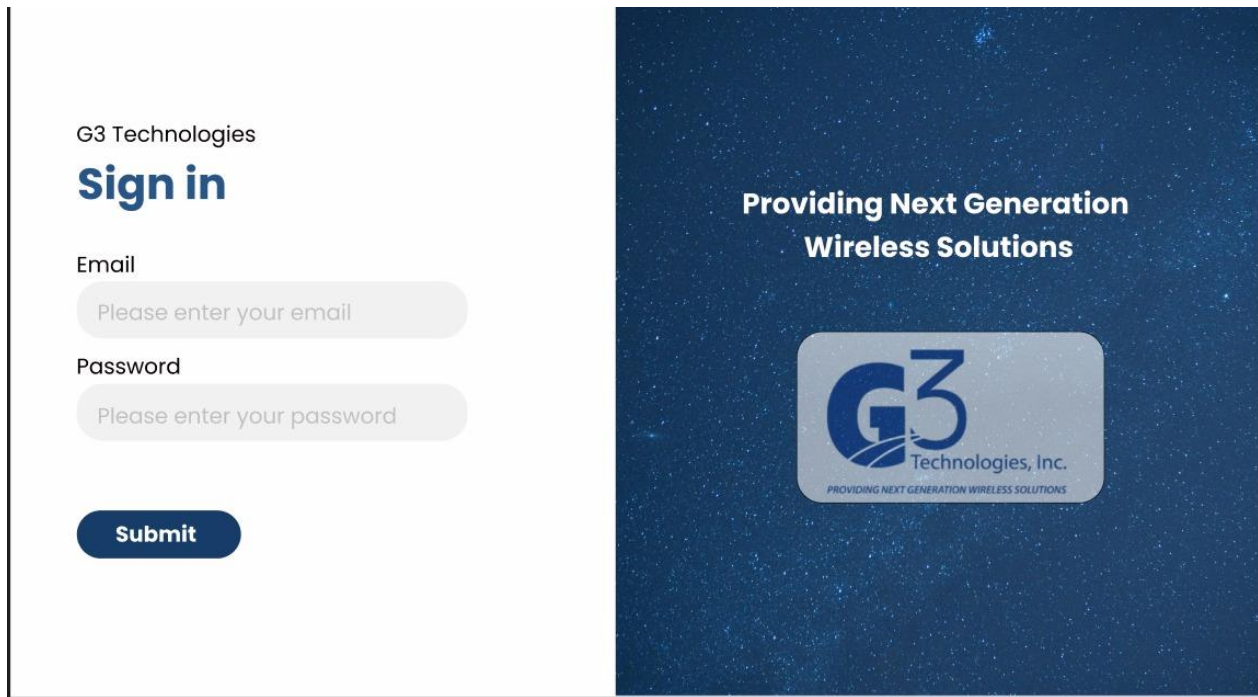 G3 Technologies
Sign in
Email
Please enter your email
Password
Please enter your password
Submit
Providing Next Generation
Wireless Solutions
G3
Technologies, Inc.
PROVIDING NEXT GENERATION WIRELESS SOLUTIONS